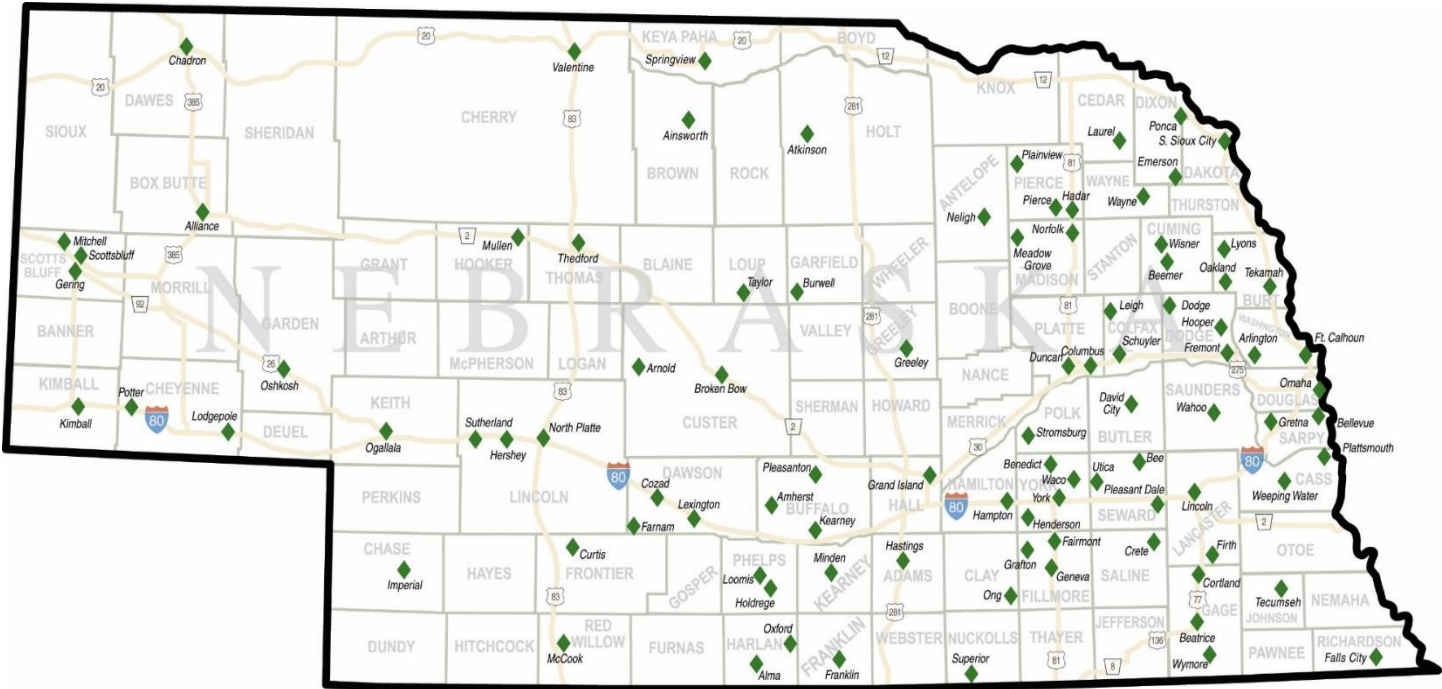 KEYA PAHA
BOYD
20
20
12
Chadron
Valentine
Springview
KNOX
12
20
DAWES
385
CHERRY
83
281
HOLT
CEDAR
DIXON
SIOUX
SHERIDAN
Ainsworth
Atkinson
Laurel
Ponca
S. Sioux City
BROWN
ROCK
ANTELOPE
Plainview
81
Emerson
DAKOTA
BOX BUTTE
PIERCE
WAYNE
Pierce
Hadar
Wayne
THURSTON
Alliance
Neligh
Norfolk
CUMING
Mitchell
2
Mullen
Thedford
Meadow
Grove
STANTON
Wisner
Lyons
SCOTTS
BLUFF
Scottsbluff
385
GRANT
HOOKER
THOMAS
BLAINE
LOUP
GARFIELD
WHEELER
MADISON
Beemer
Oakland
Tekamah
Gering
MORRILL
NEBRASKA
Taylor
Burwell
BOONE
BURT
92
GARDEN
281
81
Leigh
Dodge
BANNER
ARTHUR
VALLEY
GREELEY
PLATTE
COLFAX
Hooper
WASHINGTON
DODGE
Schuyler
Arlington
Ft. Calhoun
26
McPHERSON
LOGAN
Greeley
Duncan
Columbus
Fremont
Oshkosh
Arnold
Broken Bow
NANCE
275
KIMBALL
CHEYENNE
83
SAUNDERS
Omaha
Potter
KEITH
CUSTER
SHERMAN
HOWARD
David
City
DOUGLAS
Kimball
80
Lodgepole
DEUEL
Sutherland
MERRICK
POLK
Wahoo
Ogallala
Hershey
North Platte
2
Stromsburg
BUTLER
Gretna
Bellevue
30
SARPY
Plattsmouth
80
DAWSON
Pleasanton
Grand Island
HAMILTON
Benedict
YORK
Waco
Utica
Bee
80
PERKINS
LINCOLN
Cozad
Lexington
Amherst
BUFFALO
HALL
80
Hampton
York
Pleasant Dale
Lincoln
CASS
Weeping Water
Farnam
Kearney
Henderson
SEWARD
LANCASTER
2
CHASE
Curtis
PHELPS
Minden
Hastings
Fairmont
Crete
Firth
OTOE
Imperial
HAYES
FRONTIER
GOSPER
Loomis
KEARNEY
ADAMS
CLAY
Grafton
Geneva
SALINE
Cortland
83
Holdrege
Ong
FILLMORE
77
GAGE
Tecumseh
NEMAHA
281
JEFFERSON
JOHNSON
DUNDY
HITCHCOCK
RED
WILLOW
FURNAS
HARLAN
Oxford
FRANKLIN
WEBSTER
NUCKOLLS
THAYER
136
Beatrice
RICHARDSON
McCook
Alma
Franklin
Superior
81
8
Wymore
PAWNEE
Falls City